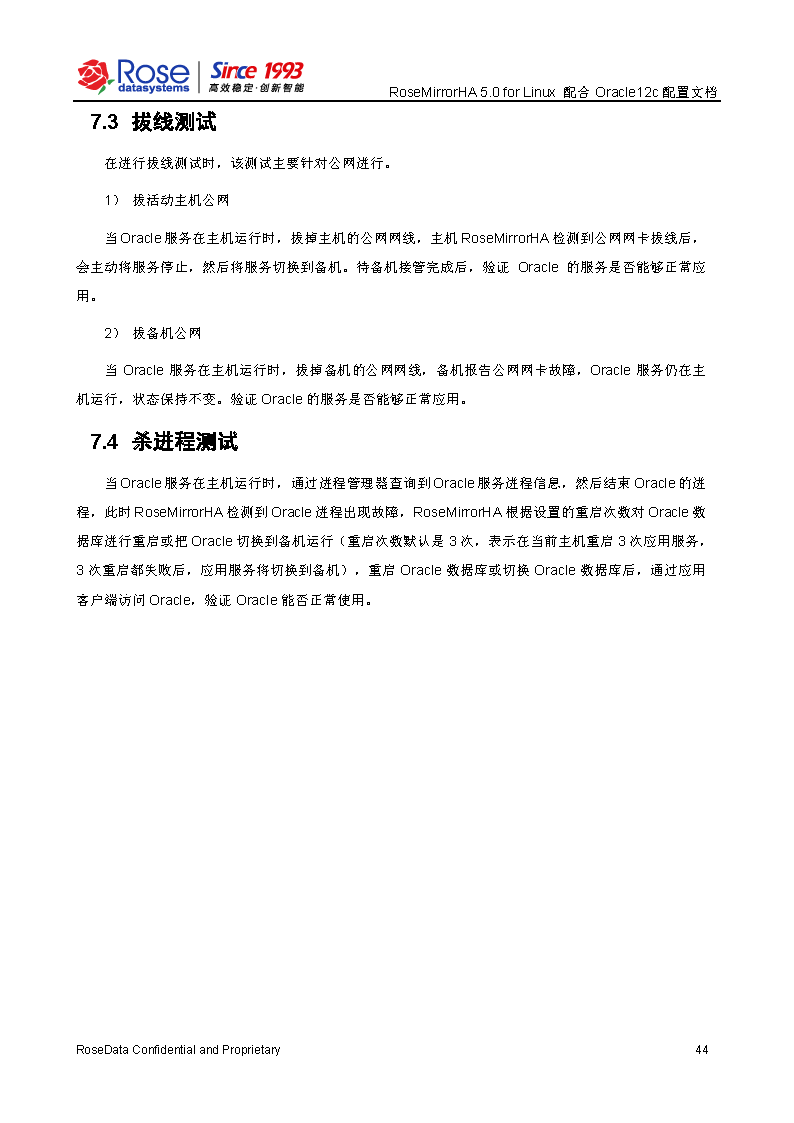 Rose
datasystems
Since 1993
高效稳定·创新智能
RoseMirrorHA 5.0 for Linux 配合 Oracle12c 配置文档
7.3 拔线测试
在进行拔线测试时，该测试主要针对公网进行。
1） 拔活动主机公网
当 Oracle 服务在主机运行时，拔掉主机的公网网线，主机 RoseMirrorHA 检测到公网网卡拔线后，
会主动将服务停止，然后将服务切换到备机。待备机接管完成后，验证 Oracle 的服务是否能够正常应
用。
2） 拔备机公网
当 Oracle 服务在主机运行时，拔掉备机的公网网线，备机报告公网网卡故障，Oracle 服务仍在主
机运行，状态保持不变。验证 Oracle 的服务是否能够正常应用。
7.4 杀进程测试
当 Oracle 服务在主机运行时，通过进程管理器查询到 Oracle 服务进程信息，然后结束 Oracle 的进
程，此时 RoseMirrorHA 检测到 Oracle 进程出现故障，RoseMirrorHA 根据设置的重启次数对 Oracle 数
据库进行重启或把 Oracle 切换到备机运行（重启次数默认是 3 次，表示在当前主机重启 3 次应用服务，
3 次重启都失败后，应用服务将切换到备机），重启 Oracle 数据库或切换 Oracle 数据库后，通过应用
客户端访问 Oracle，验证 Oracle 能否正常使用。
RoseData Confidential and Proprietary 44